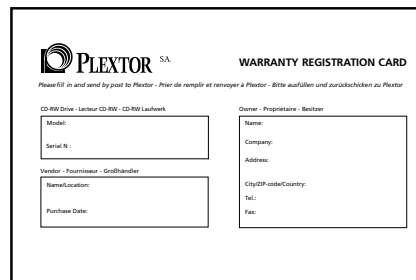 PLEXTOR S.A.
WARRANTY REGISTRATION CARD
Please fill in and send by post to Plextor - Prier de remplir et renvoyer à Plextor - Bitte ausfüllen und zurückschicken zu Plextor
CD-RW Drive - Lecteur CD-RW - CD-RW Laufwerk
Model:
Serial N :
Vendor - Fournisseur - Großhändler
Name/Location:
Purchase Date:
Owner - Propriétaire - Besitzer
Name:
Company:
Address:
City/ZIP-code/Country:
Tel.:
Fax: